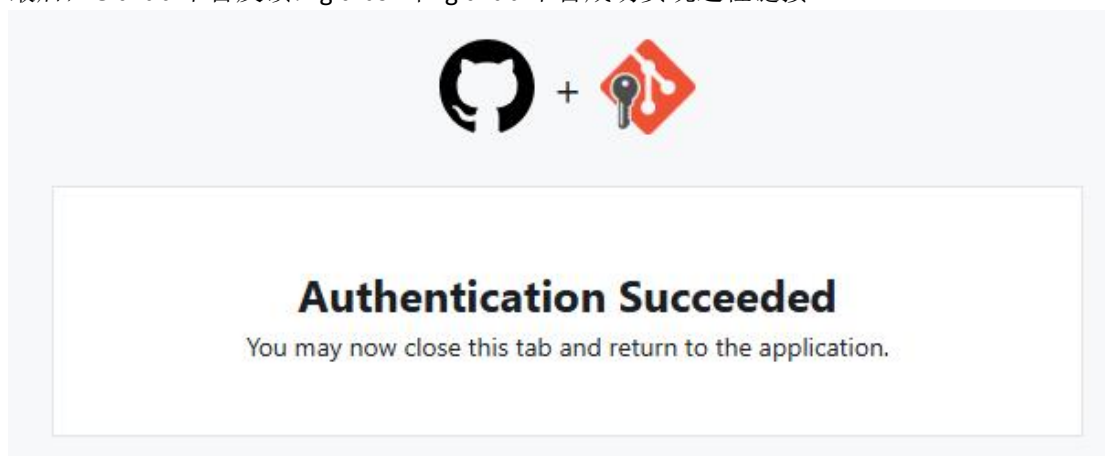 +
Authentication Succeeded
You may now close this tab and return to the application.